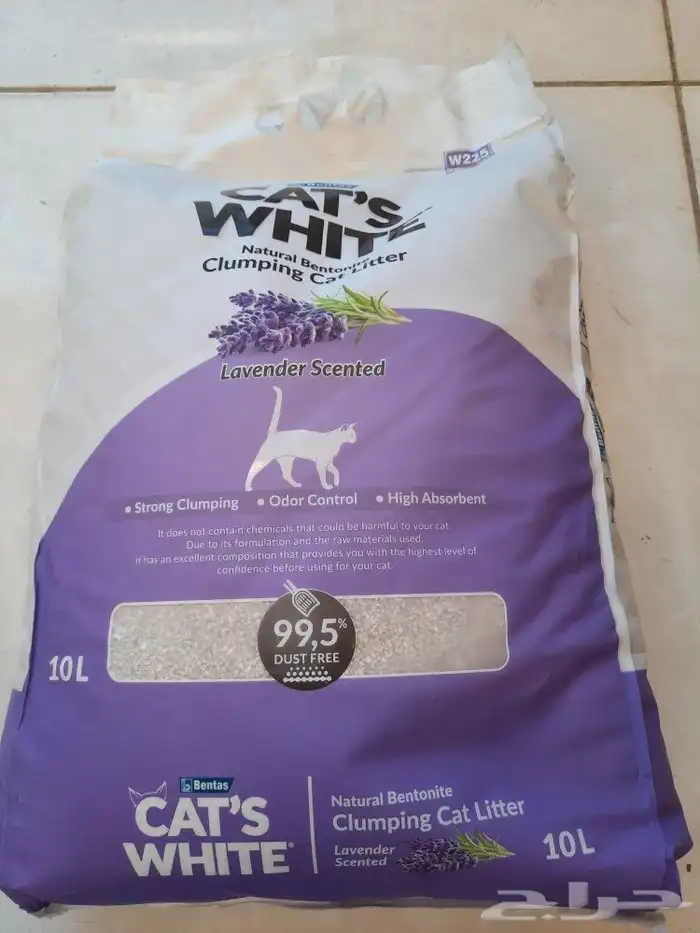 W225
Bentaş
CAT'S
WHITE
Natural Bentonite
Clumping Cat Litter
Lavender Scented
• Strong Clumping • Odor Control • High Absorbent
It does not contain chemicals that could be harmful to your cat.
Due to its formulation and the raw materials used,
it has an excellent composition that provides you with the highest level of
confidence before using for your cat.
99,5%
DUST FREE
10L
Bentaş
CAT'S
WHITE®
Natural Bentonite
Clumping Cat Litter
Lavender
Scented
10L
حراج